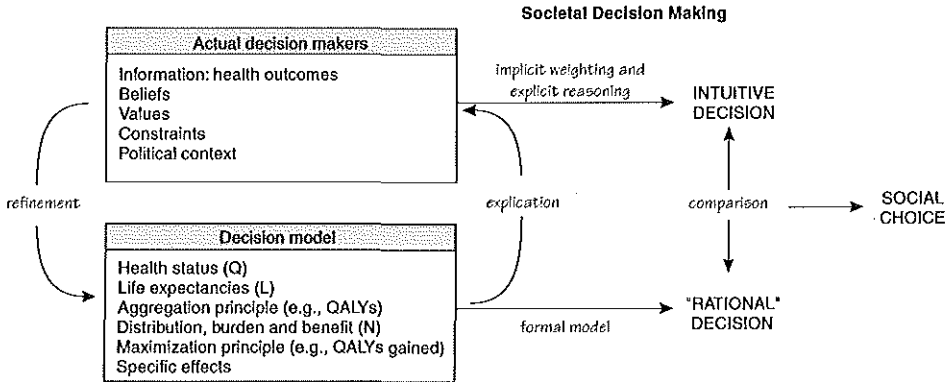 Societal Decision Making
Actual decision makers
Information: health outcomes
Beliefs
Values
Constraints
Political context
implicit weighting and
explicit reasoning
INTUITIVE
DECISION
refinement
explication
comparison
SOCIAL
CHOICE
Decision model
Health status (Q)
Life expectancies (L)
Aggregation principle (e.g., QALYs)
Distribution, burden and benefit (N)
Maximization principle (e.g., QALYs gained)
Specific effects
formal model
"RATIONAL"
DECISION